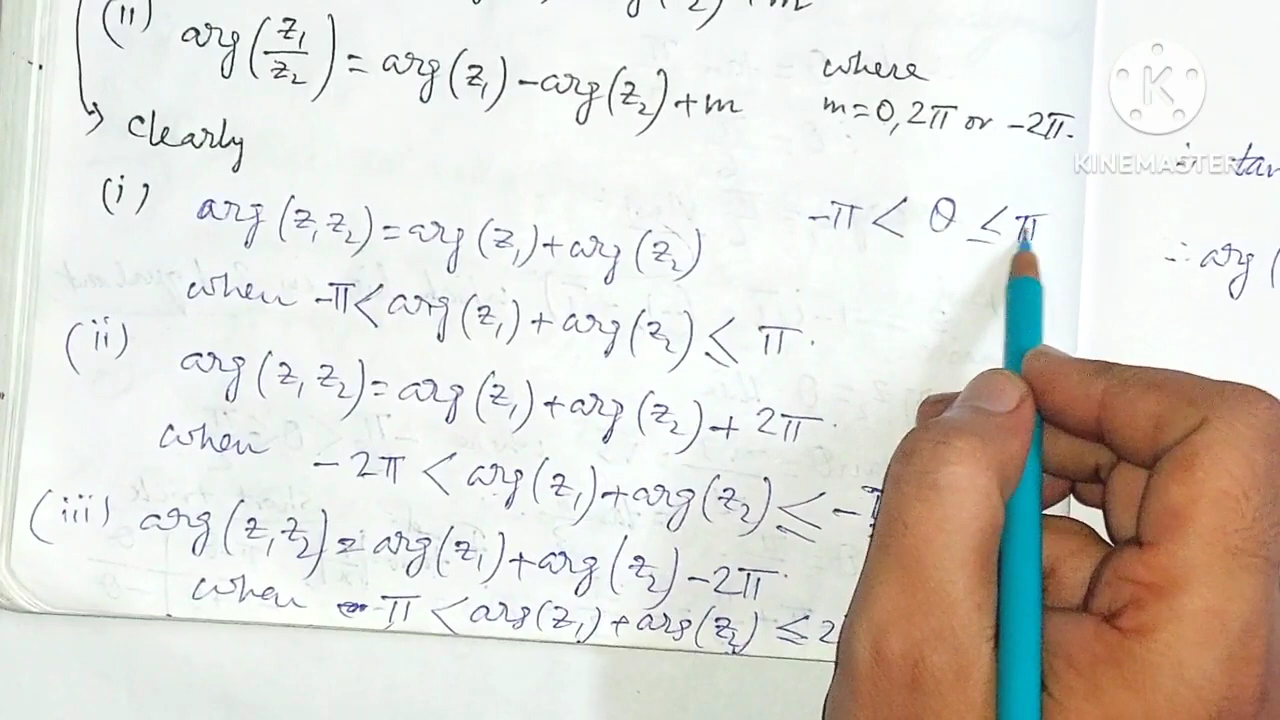 (ii) arg(z₁/z₂) = arg(z₁) - arg(z₂) + m where
m = 0, 2π or -2π.
Clearly
(i) arg(z₁z₂) = arg(z₁) + arg(z₂) -π < θ ≤ π
when -π < arg(z₁) + arg(z₂) ≤ π.
(ii) arg(z₁z₂) = arg(z₁) + arg(z₂) + 2π.
when -2π < arg(z₁) + arg(z₂) ≤ -
(iii) arg(z₁z₂) = arg(z₁) + arg(z₂) - 2π.
when π < arg(z₁) + arg(z₂) ≤ 2
∴ arg (
K
KINEMASTER